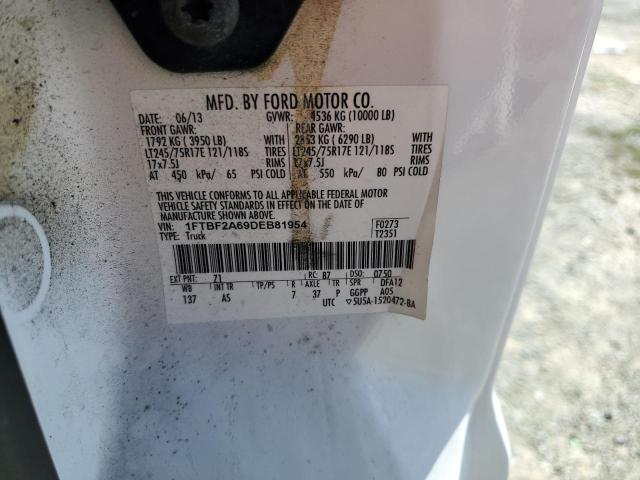 MFD. BY FORD MOTOR CO.
DATE: 06/13 GVWR: 4536 KG (10000 LB)
FRONT GAWR: REAR GAWR:
1792 KG ( 3950 LB) 2853 KG ( 6290 LB)
LT245/75R17E 121/118S TIRES LT245/75R17E 121/118S TIRES
17x7.5J RIMS 17x7.5J RIMS
AT 450 kPa/ 65 PSI COLD AT 550 kPa/ 80 PSI COLD
THIS VEHICLE CONFORMS TO ALL APPLICABLE FEDERAL MOTOR
VEHICLE SAFETY STANDARDS IN EFFECT ON THE DATE OF
MANUFACTURE SHOWN ABOVE.
VIN: 1FTBF2A69DEB81954 F0273
TYPE: Truck T2351
EXT PNT: 71 RC: B7 DSO: 0750
WB INT TR TP/PS R AXLE TR SPR DFA12
137 AS 7 37 P GGPP A05
UTC 5U5A-1520472-BA